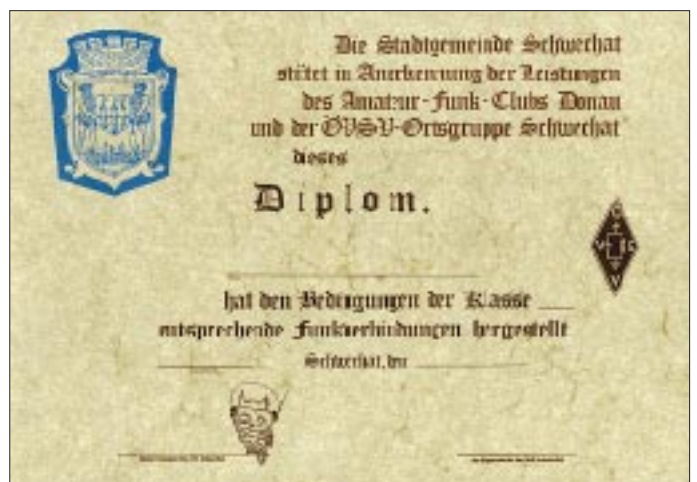 Die Stadtgemeinde Schwechat
stiftet in Anerkennung der Leistungen
des Amateur-Funk-Clubs Donau
und der ÖVSV-Ortsgruppe Schwechat
dieses
Diplom.
hat den Bedingungen der Klasse
entsprechende Funkverbindungen hergestellt
Schwechat, den